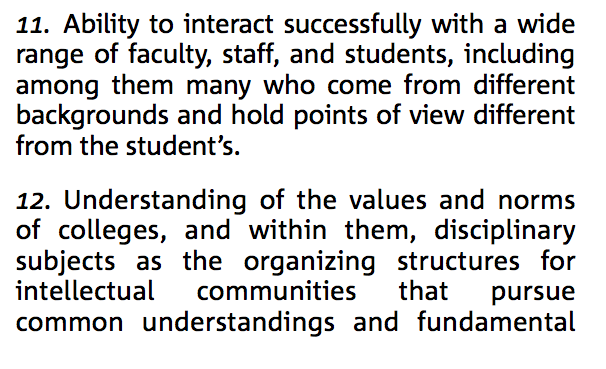 11. Ability to interact successfully with a wide
range of faculty, staff, and students, including
among them many who come from different
backgrounds and hold points of view different
from the student’s.
12. Understanding of the values and norms
of colleges, and within them, disciplinary
subjects as the organizing structures for
intellectual communities that pursue
common understandings and fundamental